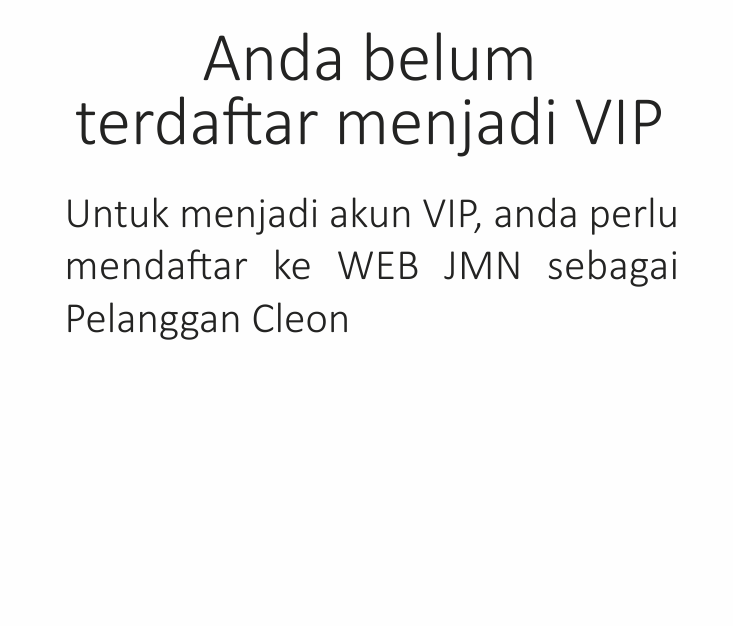 Anda belum
terdaftar menjadi VIP
Untuk menjadi akun VIP, anda perlu
mendaftar ke WEB JMN sebagai
Pelanggan Cleon